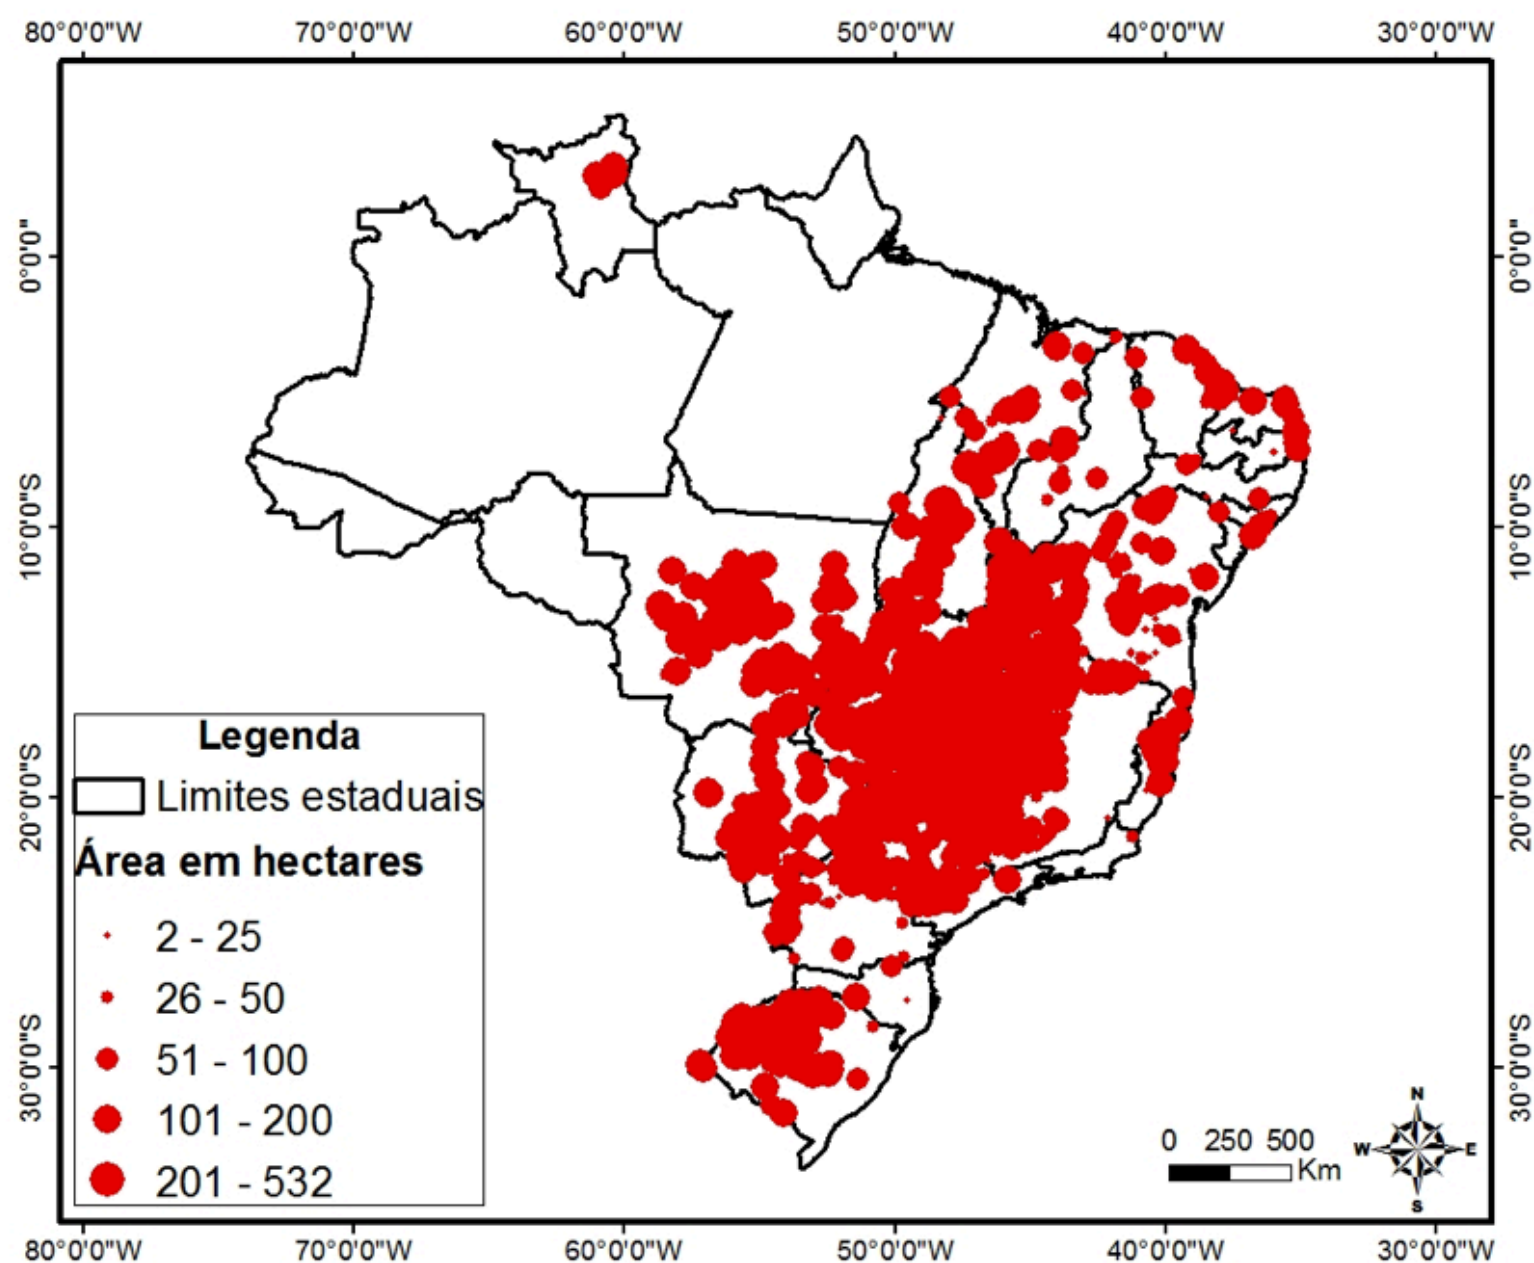 80°0'0"W 70°0'0"W 60°0'0"W 50°0'0"W 40°0'0"W 30°0'0"W
0°0'0" 0°0'0"
10°0'0"S 10°0'0"S
20°0'0"S 20°0'0"S
30°0'0"S 30°0'0"S
Legenda
Limites estaduais
Área em hectares
2 - 25
26 - 50
51 - 100
101 - 200
201 - 532
N
W E
S
0 250 500
Km
80°0'0"W 70°0'0"W 60°0'0"W 50°0'0"W 40°0'0"W 30°0'0"W